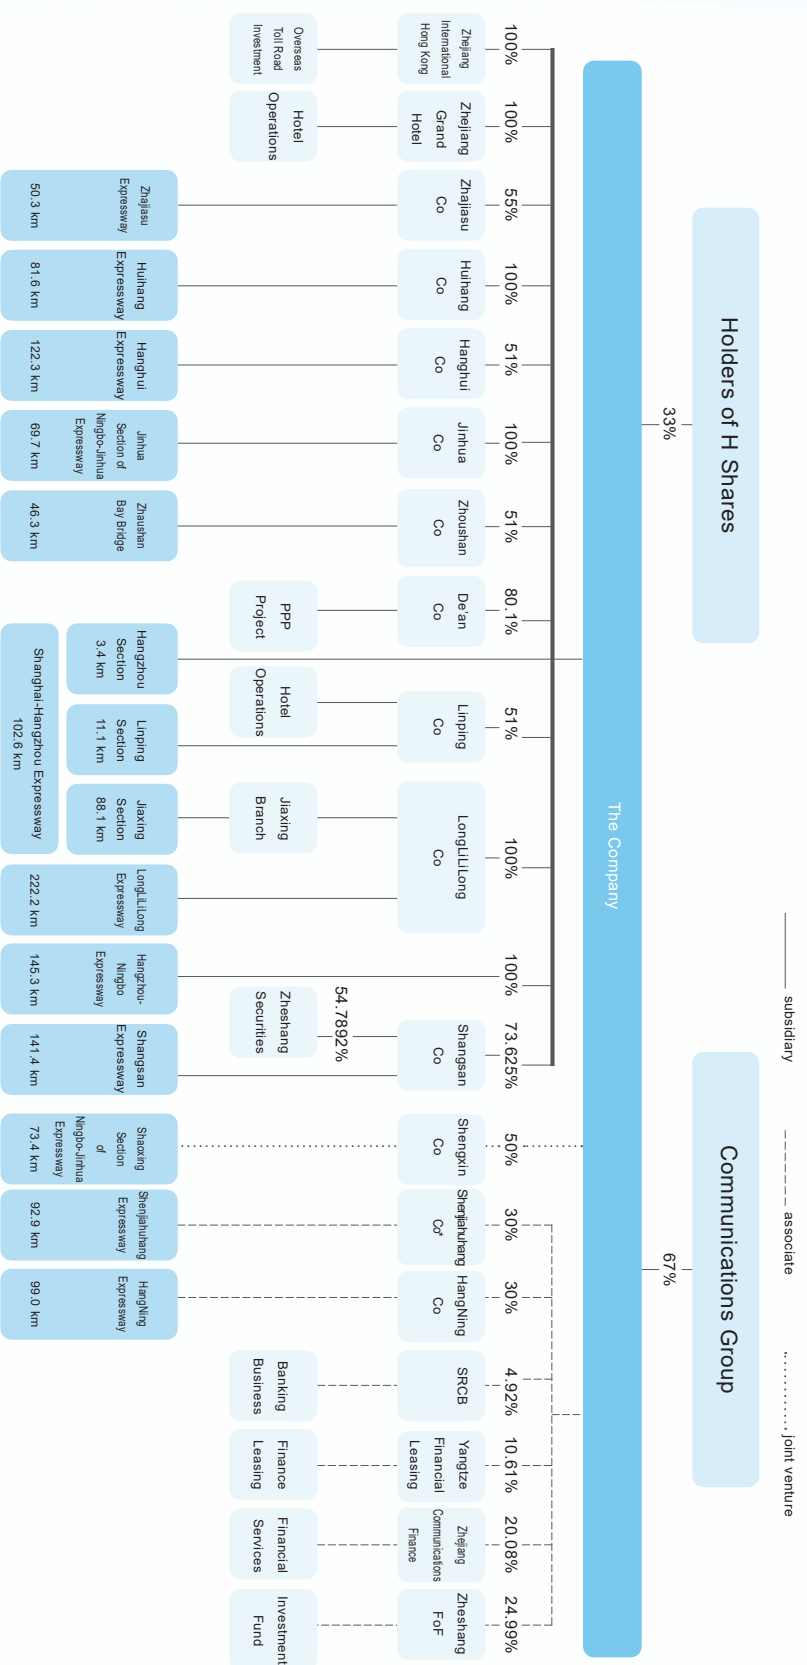 subsidiary
associate
joint venture
Holders of H Shares
Communications Group
33%
67%
The Company
100%
100%
55%
100%
51%
100%
51%
80.1%
51%
100%
100%
73.625%
50%
30%
30%
4.92%
10.61%
20.08%
24.99%
Zhejiang
International
Hong Kong
Zhejiang
Grand
Hotel
Zhajiasu
Co
Huihang
Co
Hanghui
Co
Jinhua
Co
Zhoushan
Co
De'an
Co
Linping
Co
LongLiLiLong
Co
Shangsan
Co
Shengxin
Co
Shenjiahuhang
Co*
HangNing
Co
SRCB
Yangtze
Financial
Leasing
Zhejiang
Communications
Finance
Zheshang
FoF
54.7892%
Overseas
Toll Road
Investment
Hotel
Operations
PPP
Project
Hotel
Operations
Jiaxing
Branch
Zheshang
Securities
Banking
Business
Finance
Leasing
Financial
Services
Investment
Fund
Zhajiasu
Expressway
50.3 km
Huihang
Expressway
81.6 km
Hanghui
Expressway
122.3 km
Jinhua
Section of
Ningbo-Jinhua
Expressway
69.7 km
Zhaushan
Bay Bridge
46.3 km
Hangzhou
Section
3.4 km
Linping
Section
11.1 km
Jiaxing
Section
88.1 km
Shanghai-Hangzhou Expressway
102.6 km
LongLiLiLong
Expressway
222.2 km
Hangzhou-
Ningbo
Expressway
145.3 km
Shangsan
Expressway
141.4 km
Shaoxing
Section
of
Ningbo-Jinhua
Expressway
73.4 km
Shenjiahuhang
Expressway
92.9 km
HangNing
Expressway
99.0 km